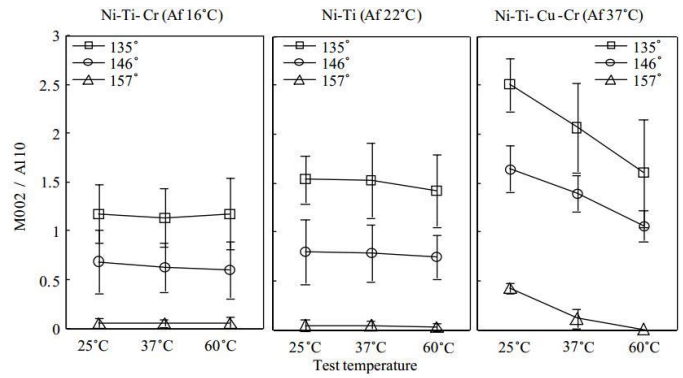 Ni-Ti- Cr (Af 16˚C)
Ni-Ti (Af 22˚C)
Ni-Ti-Cu-Cr (Af 37˚C)
3
2.5
2
1.5
1
0.5
0
M002 / A110
135˚
146˚
157˚
135˚
146˚
157˚
135˚
146˚
157˚
25˚C
37˚C
60˚C
25˚C
37˚C
60˚C
25˚C
37˚C
60˚C
Test temperature